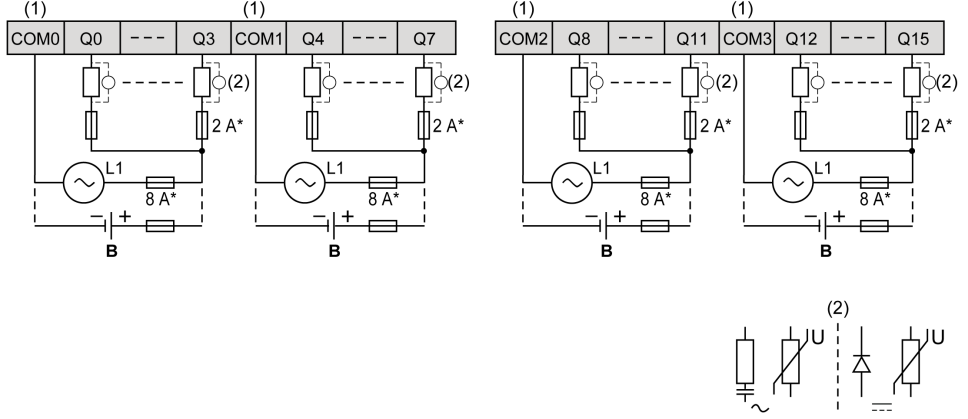 (1) (1) (1) (1)
COM0 Q0 --- Q3 COM1 Q4 --- Q7 COM2 Q8 --- Q11 COM3 Q12 --- Q15
(2) (2) (2) (2)
2 A* 2 A* 2 A* 2 A*
L1 L1 L1 L1
8 A* 8 A* 8 A* 8 A*
− + − + − + − +
B B B B
(2)
U U